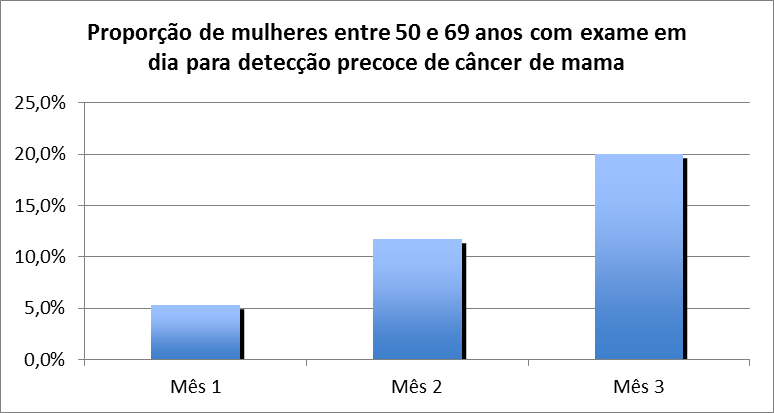 Proporção de mulheres entre 50 e 69 anos com exame em
dia para detecção precoce de câncer de mama
25,0%
20,0%
15,0%
10,0%
5,0%
0,0%
Mês 1
Mês 2
Mês 3